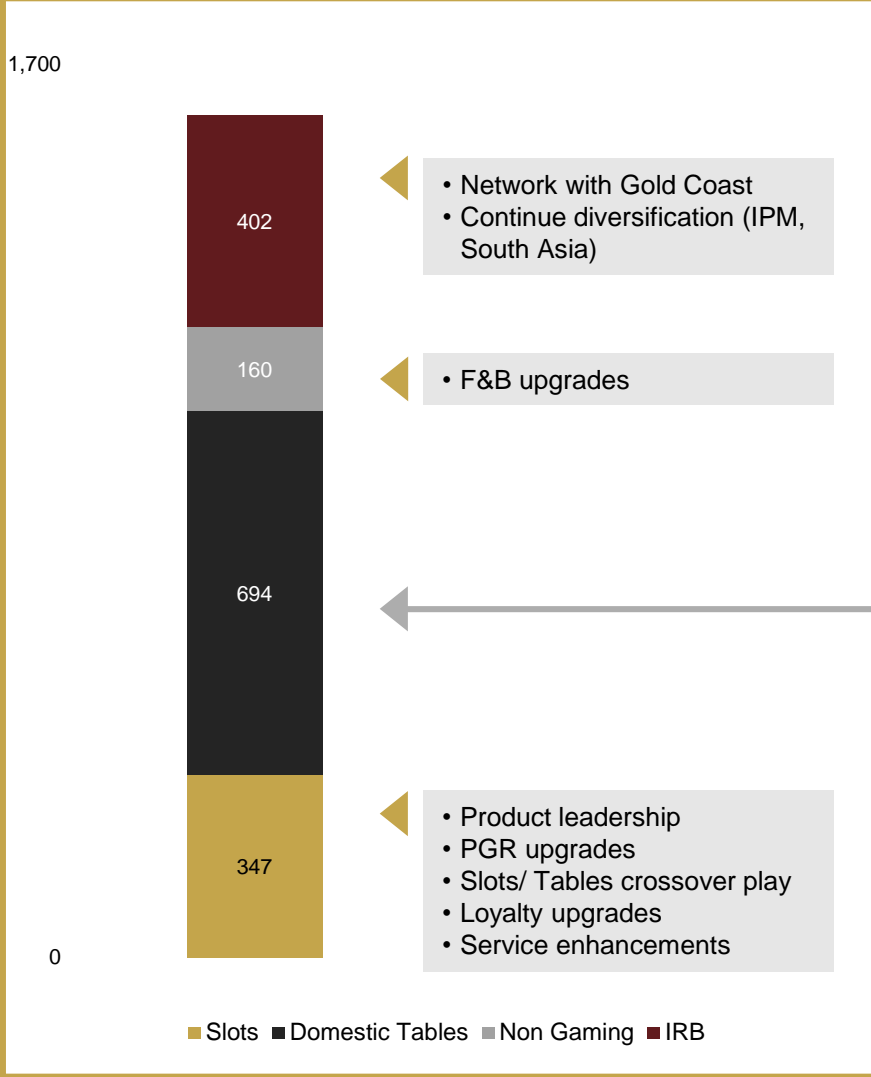 1,700
402
• Network with Gold Coast
• Continue diversification (IPM,
South Asia)
160
• F&B upgrades
694
347
• Product leadership
• PGR upgrades
• Slots/ Tables crossover play
• Loyalty upgrades
• Service enhancements
0
Slots Domestic Tables Non Gaming IRB